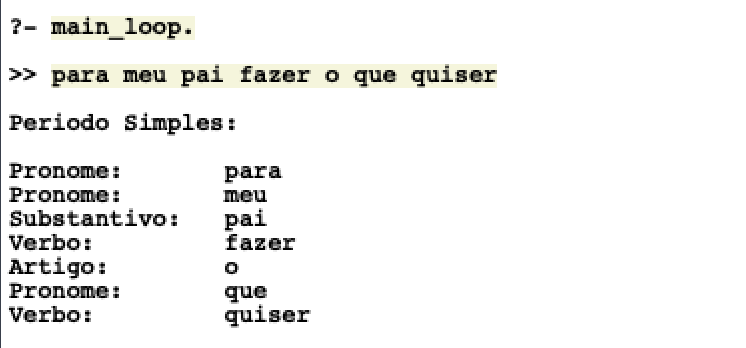 ?- main_loop.
>> para meu pai fazer o que quiser
Periodo Simples:
Pronome: para
Pronome: meu
Substantivo: pai
Verbo: fazer
Artigo: o
Pronome: que
Verbo: quiser